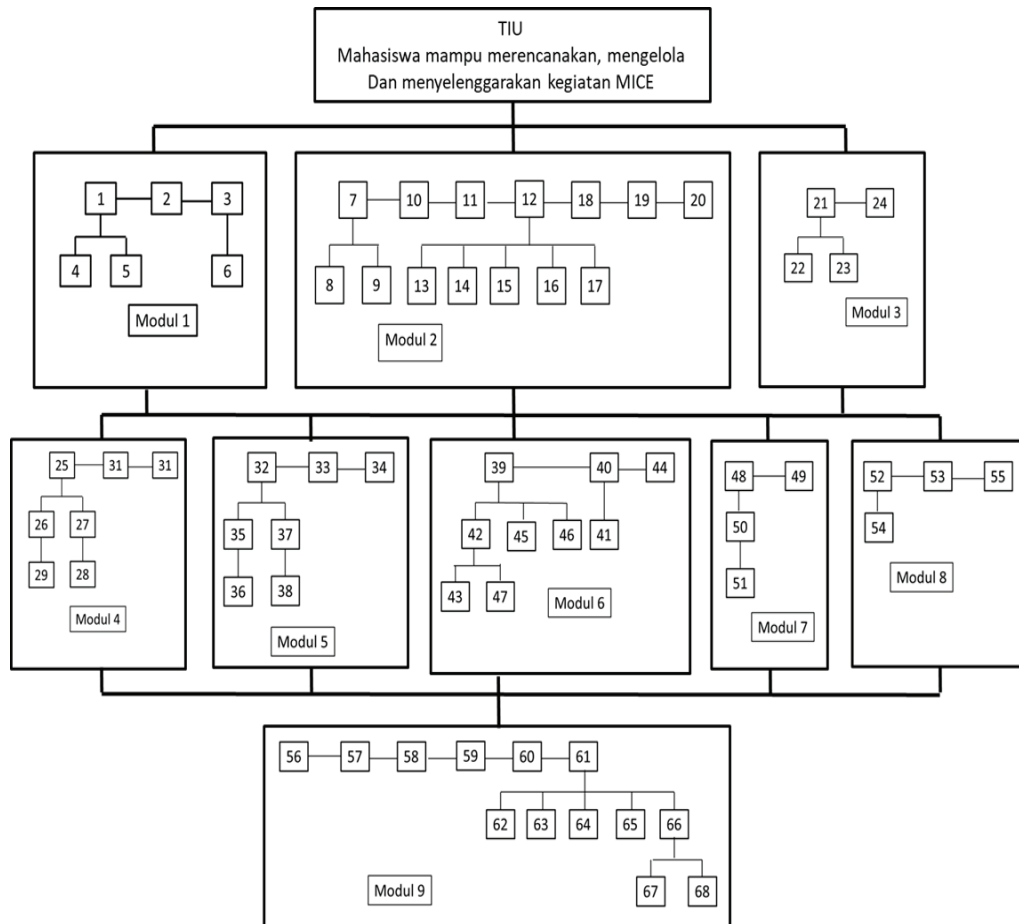 TIU
Mahasiswa mampu merencanakan, mengelola
Dan menyelenggarakan kegiatan MICE
1 2 3
4 5 6
Modul 1
7 10 11 12 18 19 20
8 9 13 14 15 16 17
Modul 2
21 24
22 23
Modul 3
25 31 31
26 27
29 28
Modul 4
32 33 34
35 37
36 38
Modul 5
39 40 44
42 45 46 41
43 47
Modul 6
48 49
50
51
Modul 7
52 53 55
54
Modul 8
56 57 58 59 60 61
62 63 64 65 66
67 68
Modul 9